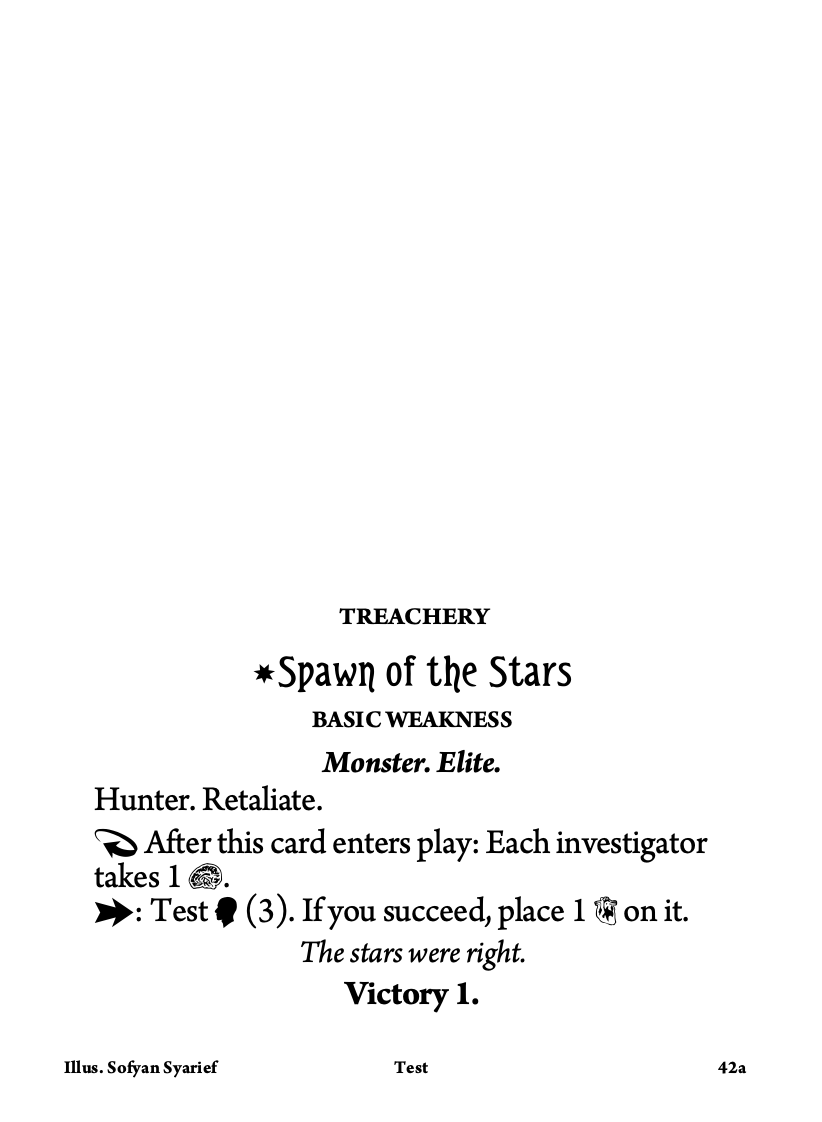 TREACHERY
Spawn of the Stars
BASIC WEAKNESS
Monster. Elite.
Hunter. Retaliate.
After this card enters play: Each investigator
takes 1 .
: Test (3). If you succeed, place 1 on it.
The stars were right.
Victory 1.
Illus. Sofyan Syarief
Test
42a